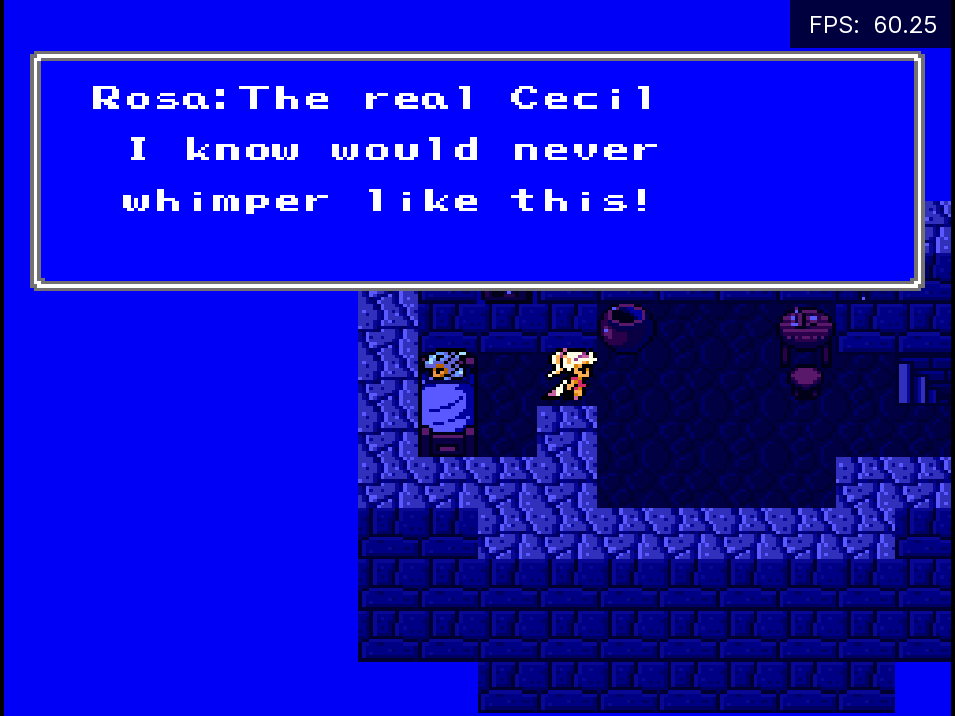 FPS: 60.25
Rosa:The real Cecil
I know would never
whimper like this!